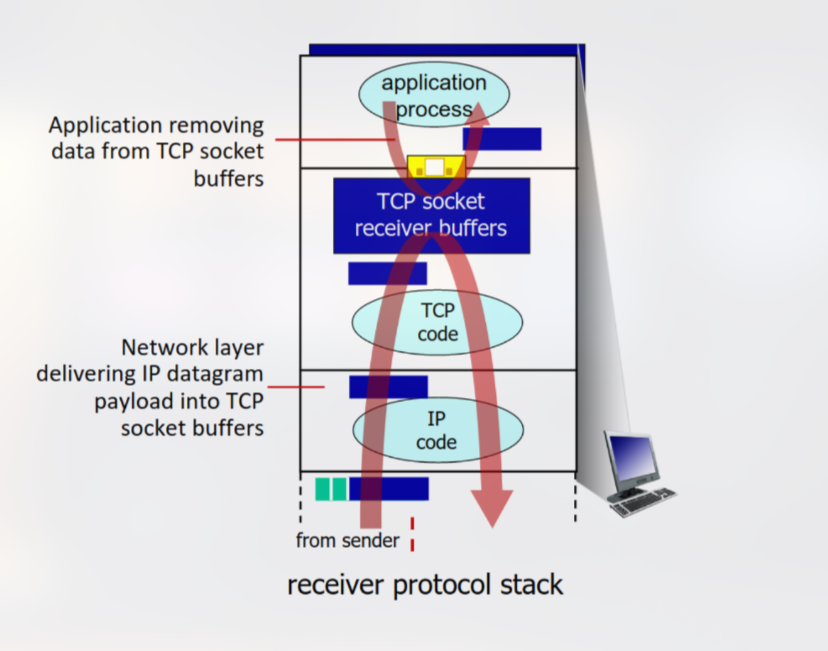 application
process
Application removing
data from TCP socket
buffers
TCP socket
receiver buffers
TCP
code
Network layer
delivering IP datagram
payload into TCP
socket buffers
IP
code
from sender
receiver protocol stack